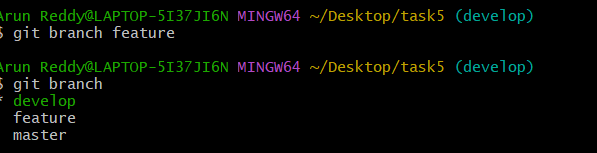 Arun Reddy@LAPTOP-5I37JI6N MINGW64 ~/Desktop/task5 (develop)
$ git branch feature
Arun Reddy@LAPTOP-5I37JI6N MINGW64 ~/Desktop/task5 (develop)
$ git branch
* develop
feature
master